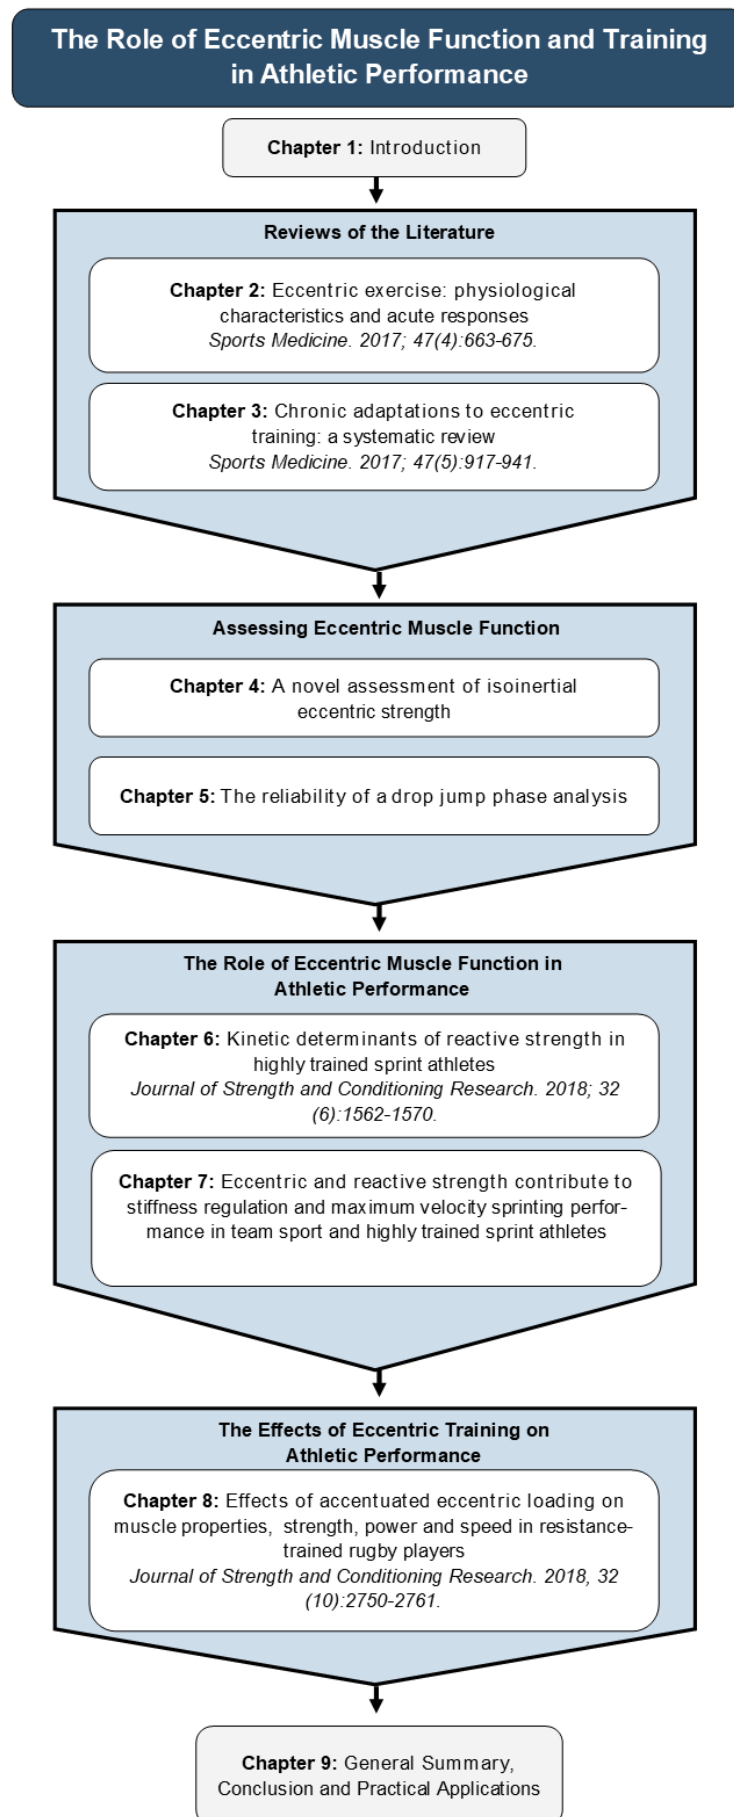 The Role of Eccentric Muscle Function and Training
in Athletic Performance
Chapter 1: Introduction
Reviews of the Literature
Chapter 2: Eccentric exercise: physiological
characteristics and acute responses
Sports Medicine. 2017; 47(4):663-675.
Chapter 3: Chronic adaptations to eccentric
training: a systematic review
Sports Medicine. 2017; 47(5):917-941.
Assessing Eccentric Muscle Function
Chapter 4: A novel assessment of isoinertial
eccentric strength
Chapter 5: The reliability of a drop jump phase analysis
The Role of Eccentric Muscle Function in
Athletic Performance
Chapter 6: Kinetic determinants of reactive strength in
highly trained sprint athletes
Journal of Strength and Conditioning Research. 2018; 32
(6):1562-1570.
Chapter 7: Eccentric and reactive strength contribute to
stiffness regulation and maximum velocity sprinting perfor-
mance in team sport and highly trained sprint athletes
The Effects of Eccentric Training on
Athletic Performance
Chapter 8: Effects of accentuated eccentric loading on
muscle properties, strength, power and speed in resistance-
trained rugby players
Journal of Strength and Conditioning Research. 2018, 32
(10):2750-2761.
Chapter 9: General Summary,
Conclusion and Practical Applications